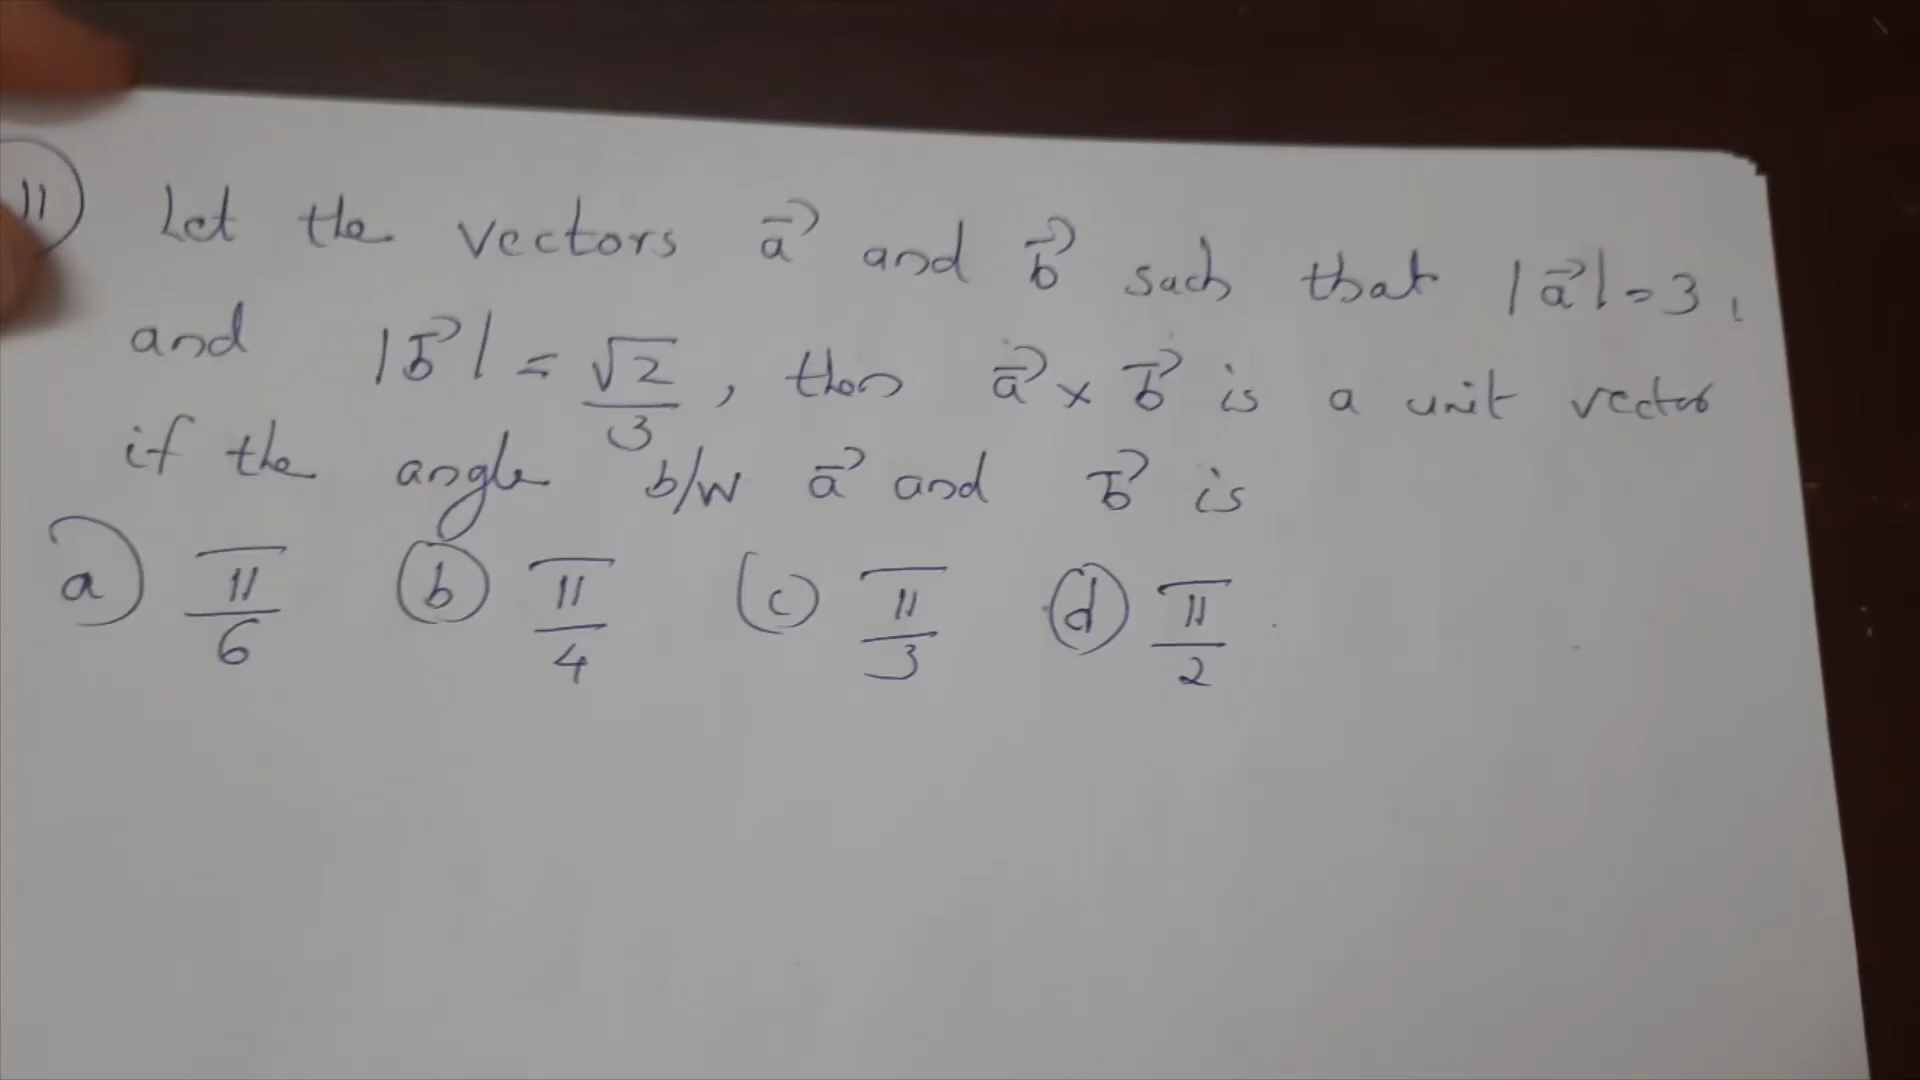 11) Let the vectors a⃗ and b⃗ such that |a⃗| = 3,
and |b⃗| = √2/3, then a⃗ × b⃗ is a unit vector
if the angle b/w a⃗ and b⃗ is
a) π/6 (b) π/4 (c) π/3 (d) π/2